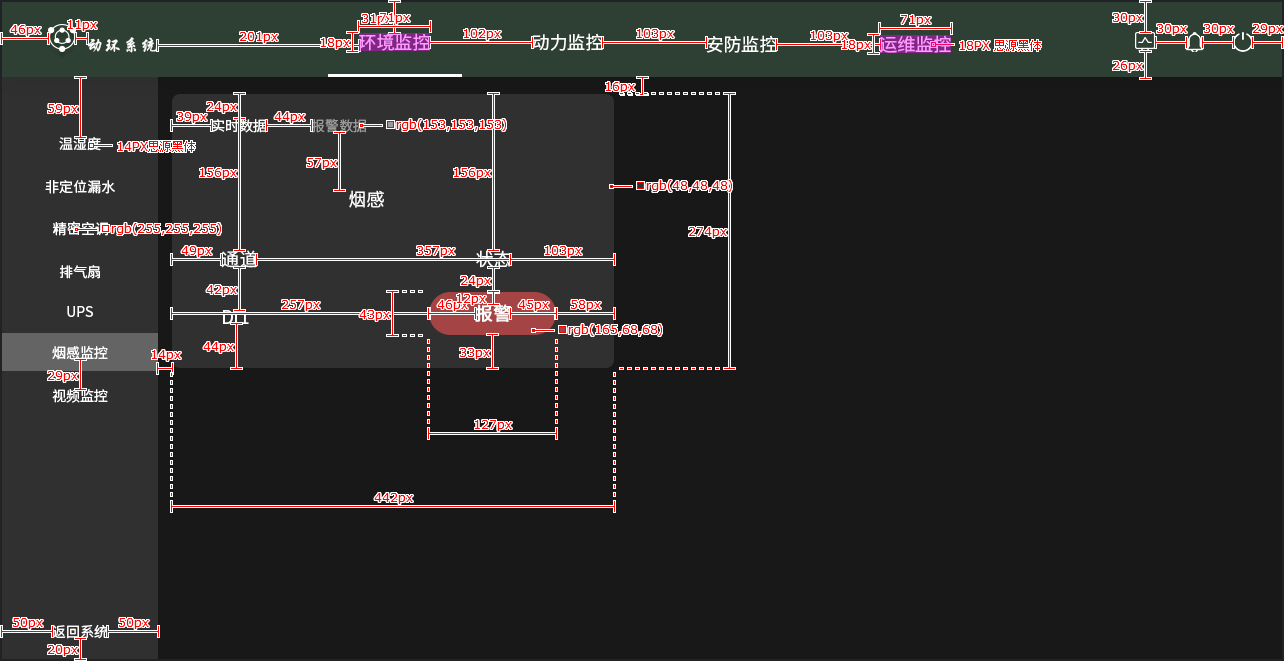 46px 11px 动环系统 201px 31px 71px 18px 环境监控 102px 动力监控 103px 安防监控 103px 18px 71px 运维监控 18PX 思源黑体 30px 26px 30px 30px 29px
16px
59px
24px
39px 实时数据 44px 报警数据 rgb(153,153,153)
温湿度 14PX思源黑体
57px
156px 156px
非定位漏水 rgb(48,48,48)
烟感
精密空调 rgb(255,255,255) 274px
49px 通道 357px 状态 103px
排气扇
24px
42px
12px
257px 46px 45px 58px
UPS 43px 报警
rgb(165,68,68)
44px 33px
烟感监控 14px
29px
视频监控
127px
442px
50px 返回系统 50px
20px